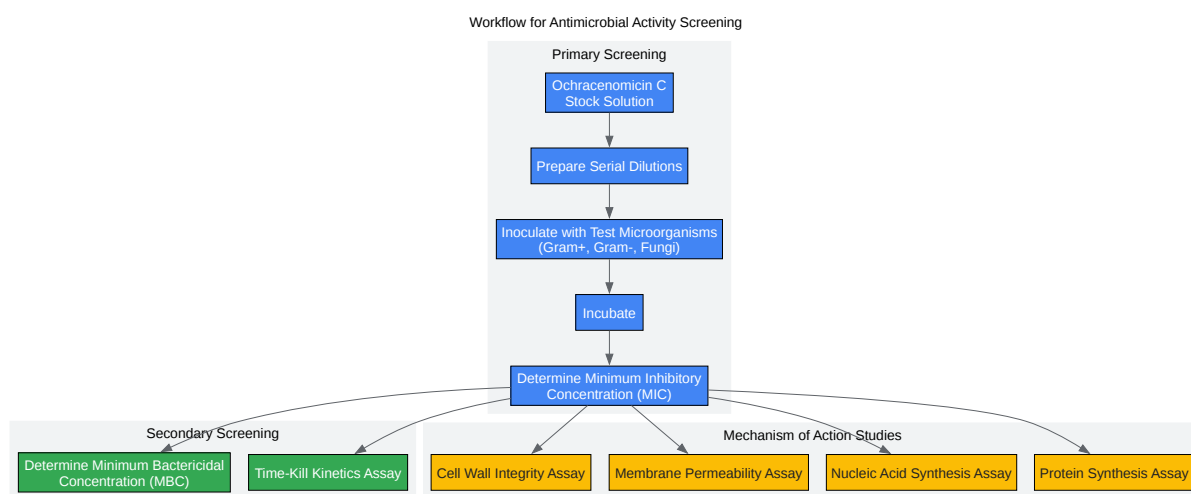 Workflow for Antimicrobial Activity Screening
Primary Screening
Ochracenomicin C
Stock Solution
Prepare Serial Dilutions
Inoculate with Test Microorganisms
(Gram+, Gram-, Fungi)
Incubate
Determine Minimum Inhibitory
Concentration (MIC)
Secondary Screening
Determine Minimum Bactericidal
Concentration (MBC)
Time-Kill Kinetics Assay
Mechanism of Action Studies
Cell Wall Integrity Assay
Membrane Permeability Assay
Nucleic Acid Synthesis Assay
Protein Synthesis Assay